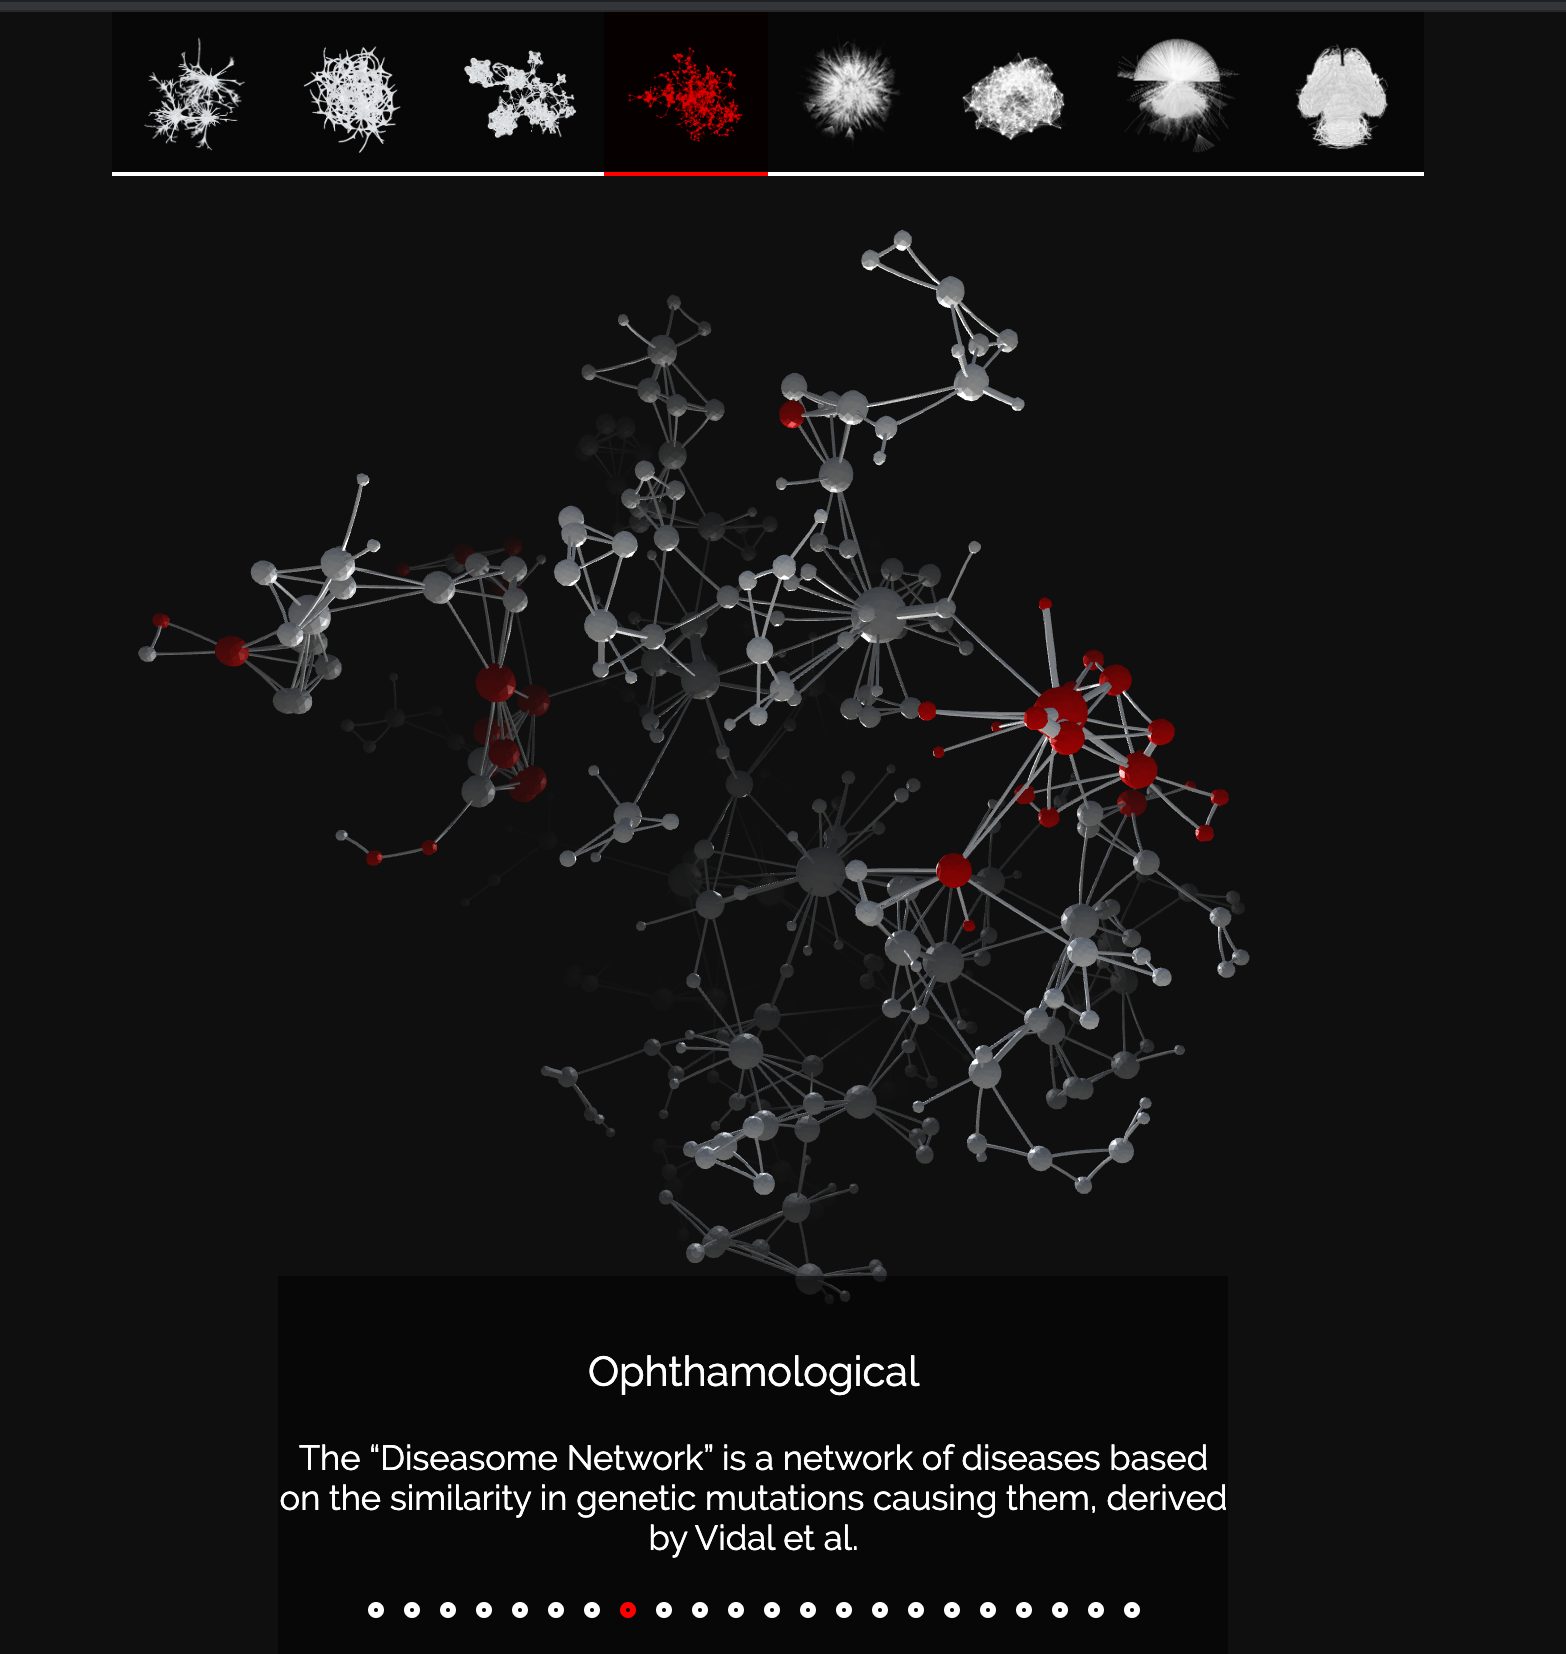 Ophthamological
The “Diseasome Network” is a network of diseases based
on the similarity in genetic mutations causing them, derived
by Vidal et al.